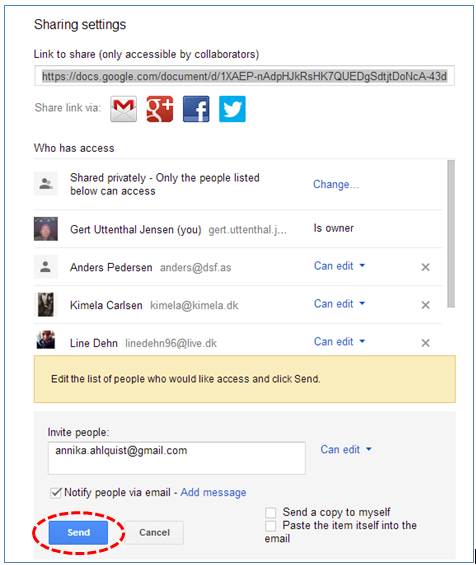 Sharing settings
Link to share (only accessible by collaborators)
https://docs.google.com/document/d/1XAEP-nAdpHJkRsHK7QUEDgSdtjtDoNcA-43d
Share link via:
Who has access
Shared privately - Only the people listed
below can access
Change...
Gert Uttenthal Jensen (you) gert.uttenthal.j... Is owner
Anders Pedersen anders@dsf.as Can edit
Kimela Carlsen kimela@kimela.dk Can edit
Line Dehn linedehn96@live.dk Can edit
Edit the list of people who would like access and click Send.
Invite people:
annika.ahlquist@gmail.com Can edit
Notify people via email - Add message
Send a copy to myself
Paste the item itself into the
email
Send Cancel